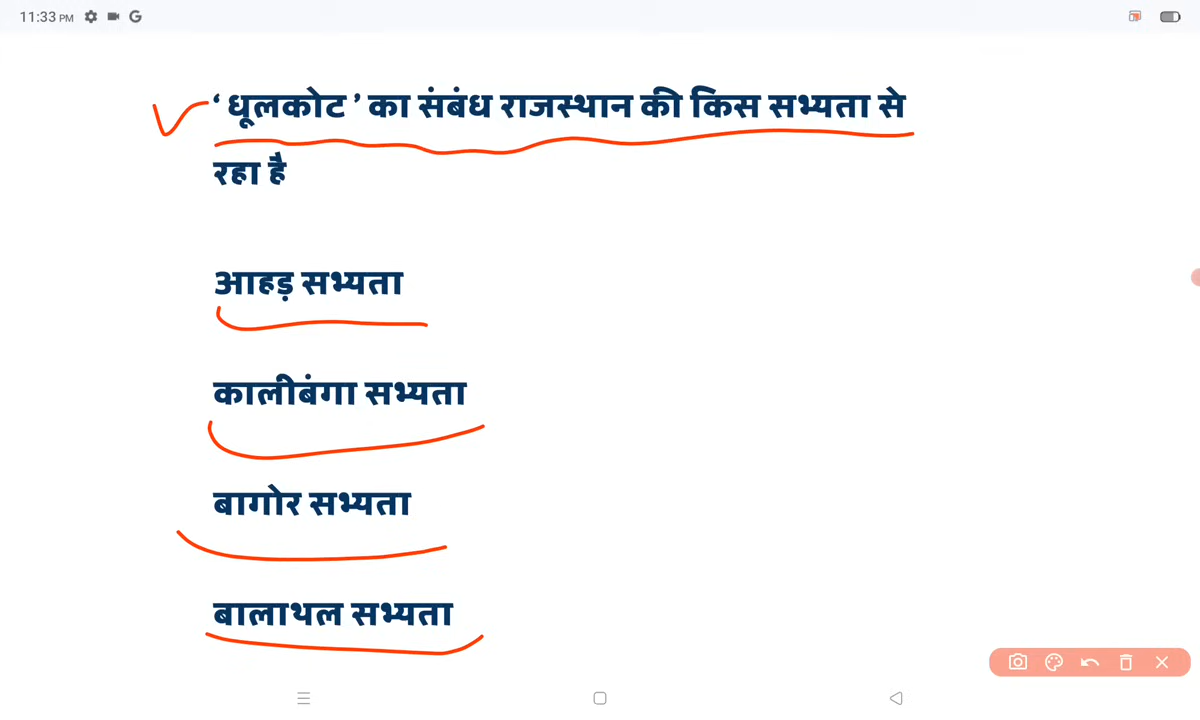 11:33 PM
‘ धूलकोट ’ का संबंध राजस्थान की किस सभ्यता से
रहा है
आहड़ सभ्यता
कालीबंगा सभ्यता
बागोर सभ्यता
बालाथल सभ्यता